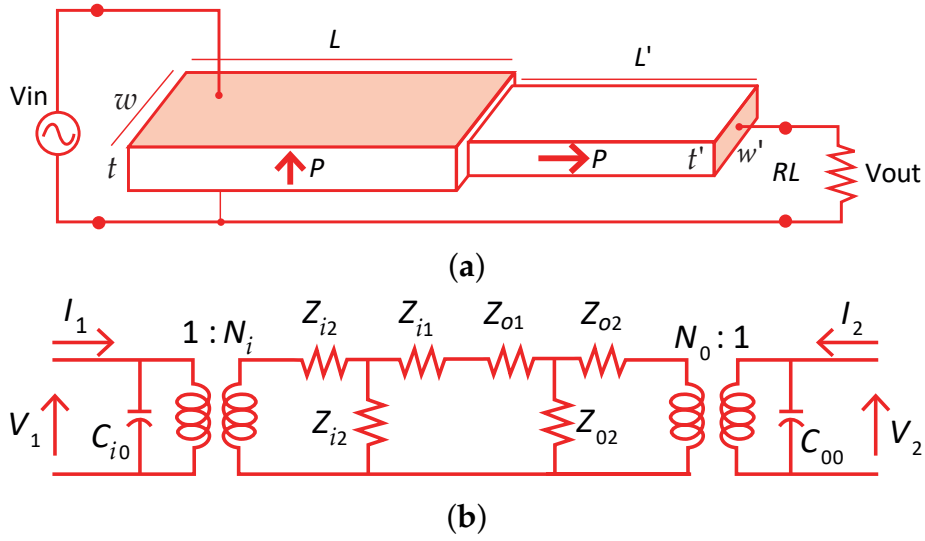 L
L'
w
Vin
t
P
P
t'
w'
RL
Vout
(a)
I1
1 : Ni
Zi2
Zi1
Zo1
Zo2
N0 : 1
I2
V1
Ci0
Zi2
Z02
C00
V2
(b)